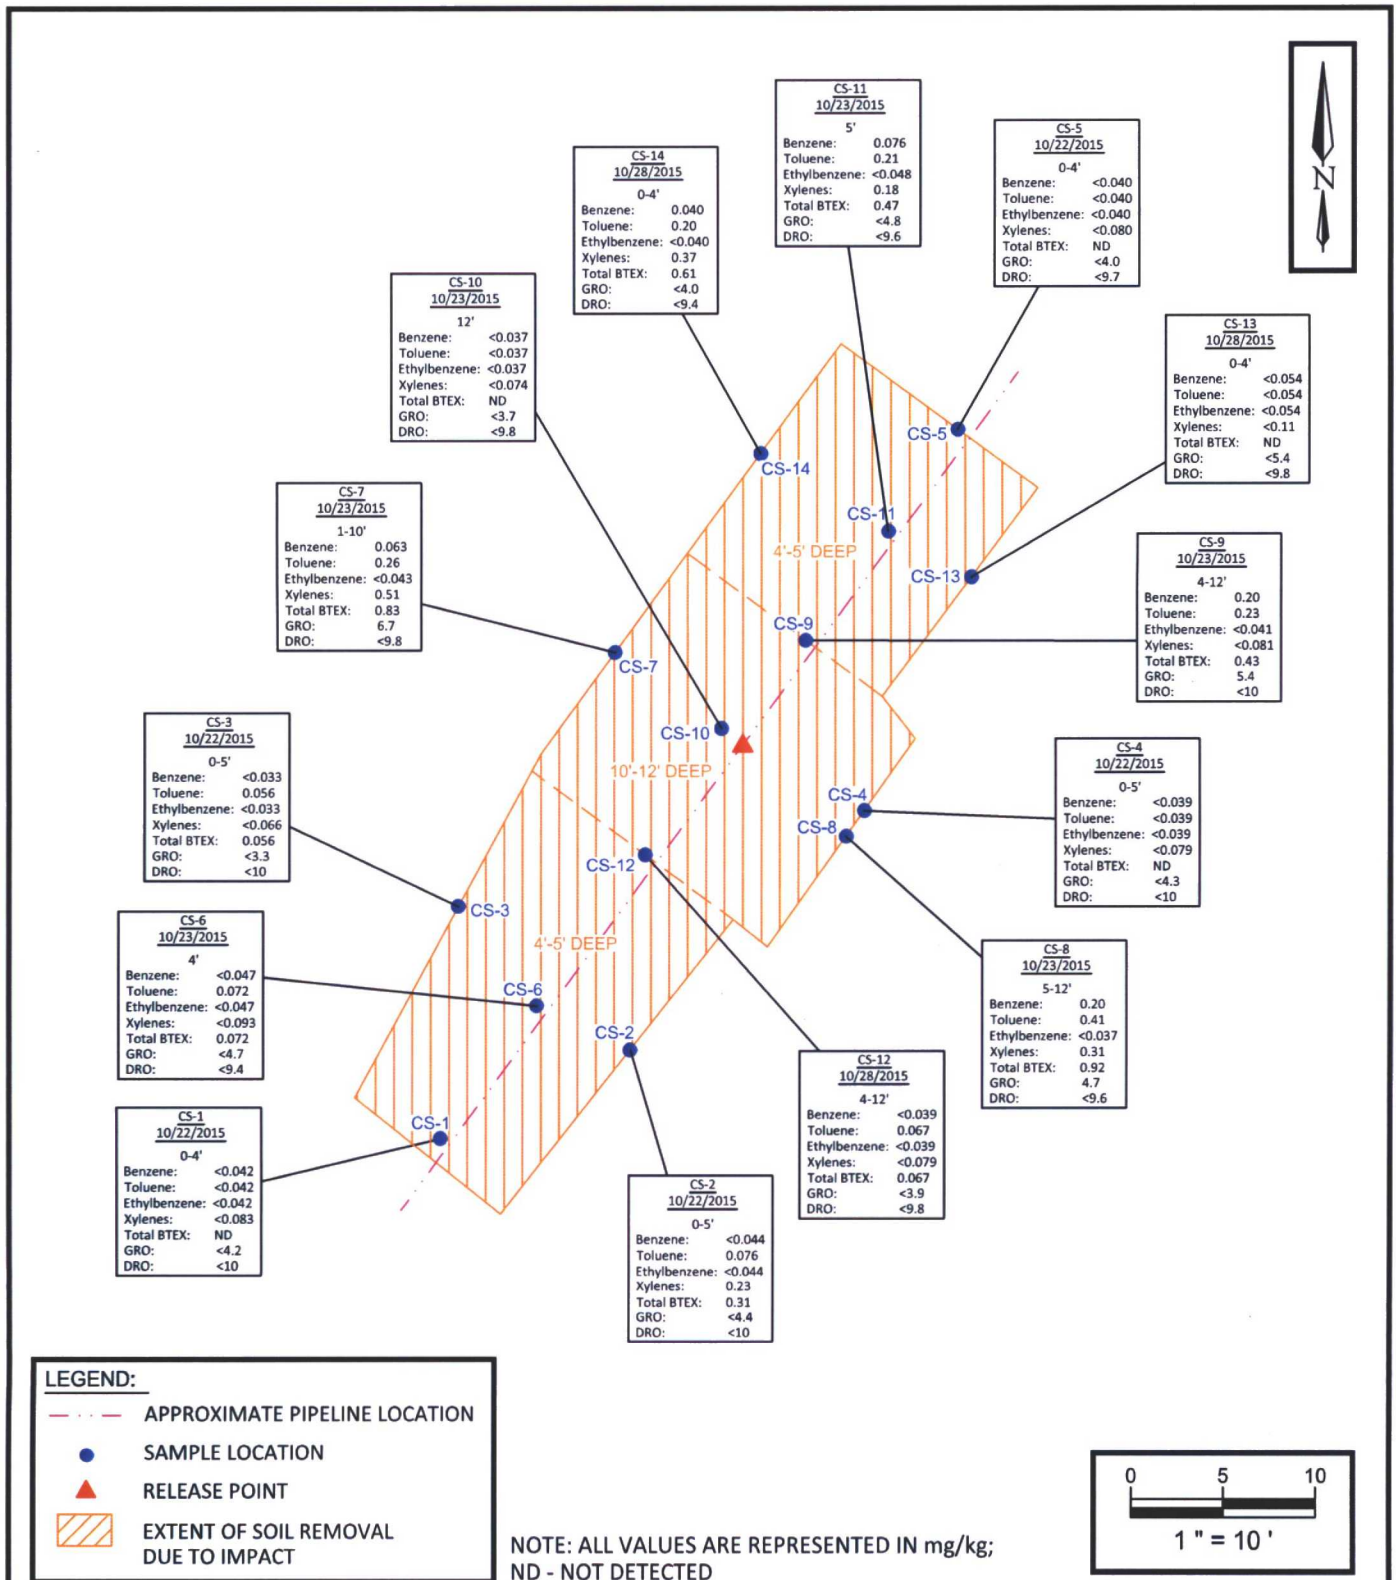 CS-11
10/23/2015
5'
Benzene: 0.076
Toluene: 0.21
Ethylbenzene: <0.048
Xylenes: 0.18
Total BTEX: 0.47
GRO: <4.8
DRO: <9.6
CS-5
10/22/2015
0-4'
Benzene: <0.040
Toluene: <0.040
Ethylbenzene: <0.040
Xylenes: <0.080
Total BTEX: ND
GRO: <4.0
DRO: <9.7
N
CS-14
10/28/2015
0-4'
Benzene: 0.040
Toluene: 0.20
Ethylbenzene: <0.040
Xylenes: 0.37
Total BTEX: 0.61
GRO: <4.0
DRO: <9.4
CS-10
10/23/2015
12'
Benzene: <0.037
Toluene: <0.037
Ethylbenzene: <0.037
Xylenes: <0.074
Total BTEX: ND
GRO: <3.7
DRO: <9.8
CS-13
10/28/2015
0-4'
Benzene: <0.054
Toluene: <0.054
Ethylbenzene: <0.054
Xylenes: <0.11
Total BTEX: ND
GRO: <5.4
DRO: <9.8
CS-7
10/23/2015
1-10'
Benzene: 0.063
Toluene: 0.26
Ethylbenzene: <0.043
Xylenes: 0.51
Total BTEX: 0.83
GRO: 6.7
DRO: <9.8
CS-9
10/23/2015
4-12'
Benzene: 0.20
Toluene: 0.23
Ethylbenzene: <0.041
Xylenes: <0.081
Total BTEX: 0.43
GRO: 5.4
DRO: <10
CS-3
10/22/2015
0-5'
Benzene: <0.033
Toluene: 0.056
Ethylbenzene: <0.033
Xylenes: <0.066
Total BTEX: 0.056
GRO: <3.3
DRO: <10
CS-4
10/22/2015
0-5'
Benzene: <0.039
Toluene: <0.039
Ethylbenzene: <0.039
Xylenes: <0.079
Total BTEX: ND
GRO: <4.3
DRO: <10
CS-6
10/23/2015
4'
Benzene: <0.047
Toluene: 0.072
Ethylbenzene: <0.047
Xylenes: <0.093
Total BTEX: 0.072
GRO: <4.7
DRO: <9.4
CS-8
10/23/2015
5-12'
Benzene: 0.20
Toluene: 0.41
Ethylbenzene: <0.037
Xylenes: 0.31
Total BTEX: 0.92
GRO: 4.7
DRO: <9.6
CS-12
10/28/2015
4-12'
Benzene: <0.039
Toluene: 0.067
Ethylbenzene: <0.039
Xylenes: <0.079
Total BTEX: 0.067
GRO: <3.9
DRO: <9.8
CS-1
10/22/2015
0-4'
Benzene: <0.042
Toluene: <0.042
Ethylbenzene: <0.042
Xylenes: <0.083
Total BTEX: ND
GRO: <4.2
DRO: <10
CS-2
10/22/2015
0-5'
Benzene: <0.044
Toluene: 0.076
Ethylbenzene: <0.044
Xylenes: 0.23
Total BTEX: 0.31
GRO: <4.4
DRO: <10
CS-5
CS-14
CS-11
4'-5' DEEP
CS-13
CS-9
CS-7
CS-10
10'-12' DEEP
CS-4
CS-8
CS-12
CS-3
4'-5' DEEP
CS-6
CS-2
CS-1
LEGEND:
APPROXIMATE PIPELINE LOCATION
SAMPLE LOCATION
RELEASE POINT
EXTENT OF SOIL REMOVAL
DUE TO IMPACT
NOTE: ALL VALUES ARE REPRESENTED IN mg/kg;
ND - NOT DETECTED
0 5 10
1 " = 10 '